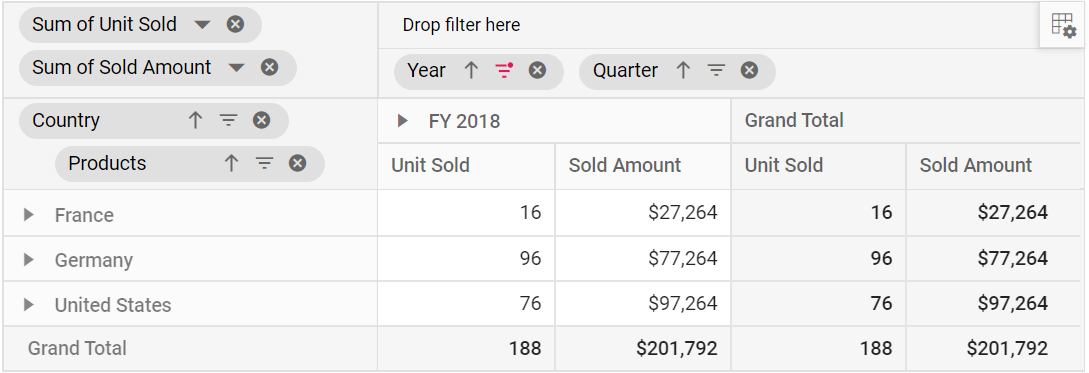 Sum of Unit Sold
Drop filter here
Sum of Sold Amount
Year Quarter
Country FY 2018 Grand Total
Products Unit Sold Sold Amount Unit Sold Sold Amount
France 16 $27,264 16 $27,264
Germany 96 $77,264 96 $77,264
United States 76 $97,264 76 $97,264
Grand Total 188 $201,792 188 $201,792